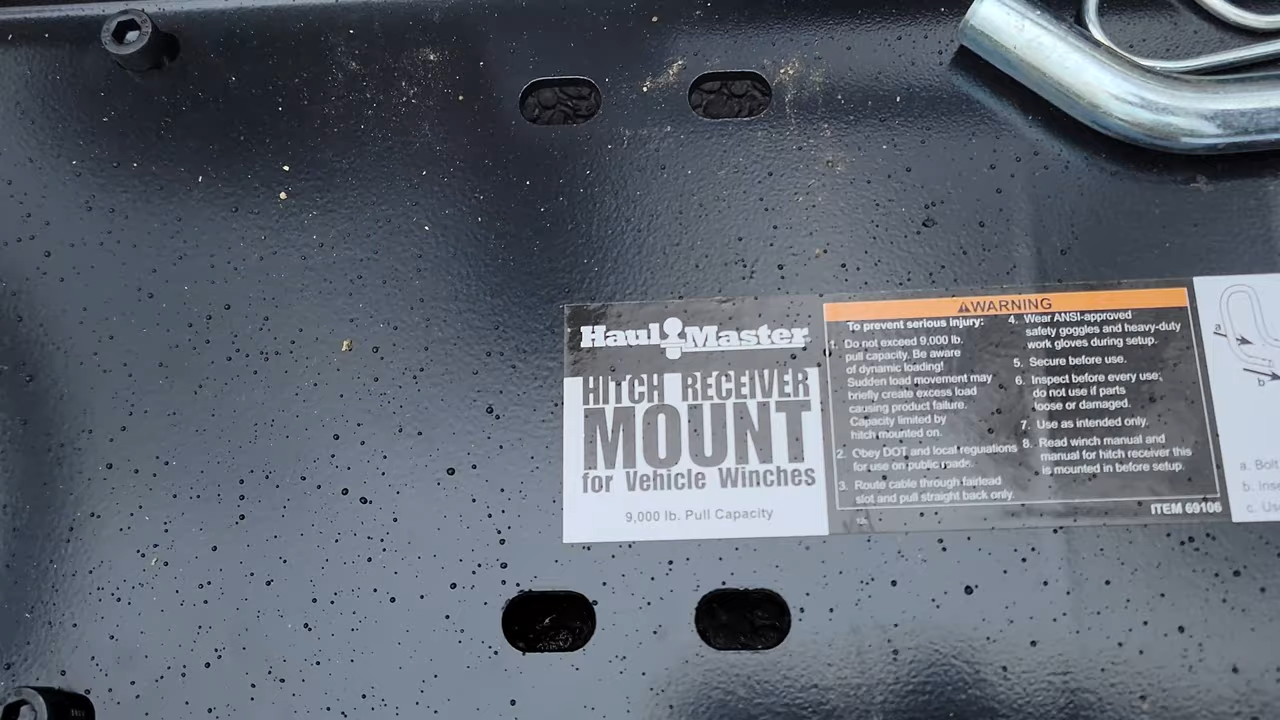 Haul Master
HITCH RECEIVER
MOUNT
for Vehicle Winches
9,000 lb. Pull Capacity
WARNING
To prevent serious injury:
1. Do not exceed 9,000 lb.
pull capacity. Be aware
of dynamic loading!
Sudden load movement may
briefly create excess load
causing product failure.
Capacity limited by
hitch mounted on.
2. Obey DOT and local regulations
for use on public roads.
3. Route cable through fairlead
slot and pull straight back only.
4. Wear ANSI-approved
safety goggles and heavy-duty
work gloves during setup.
5. Secure before use.
6. Inspect before every use;
do not use if parts
loose or damaged.
7. Use as intended only.
8. Read winch manual and
manual for hitch receiver this
is mounted in before setup.
ITEM 69106
a
b
a. Bolt
b. Inse
c. Us